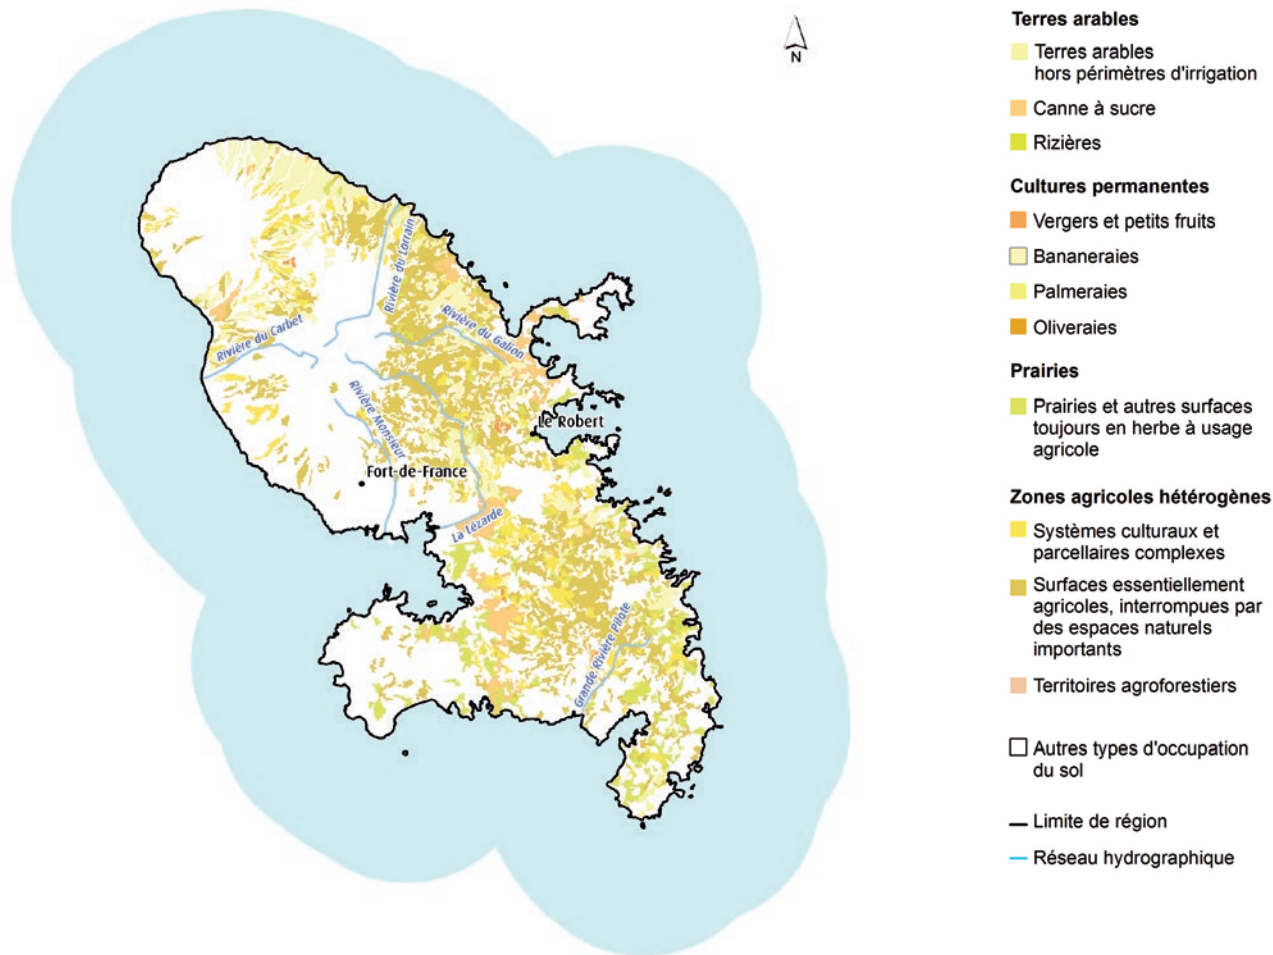 N
Rivière du Lorrain
Rivière du Galion
Rivière du Carbet
Rivière Monsieur
Le Robert
Fort-de-France
La Lézarde
Grande Rivière Pilote
Terres arables
Terres arables
hors périmètres d'irrigation
Canne à sucre
Rizières
Cultures permanentes
Vergers et petits fruits
Bananeraies
Palmeraies
Oliveraies
Prairies
Prairies et autres surfaces
toujours en herbe à usage
agricole
Zones agricoles hétérogènes
Systèmes culturaux et
parcellaires complexes
Surfaces essentiellement
agricoles, interrompues par
des espaces naturels
importants
Territoires agroforestiers
Autres types d'occupation
du sol
Limite de région
Réseau hydrographique